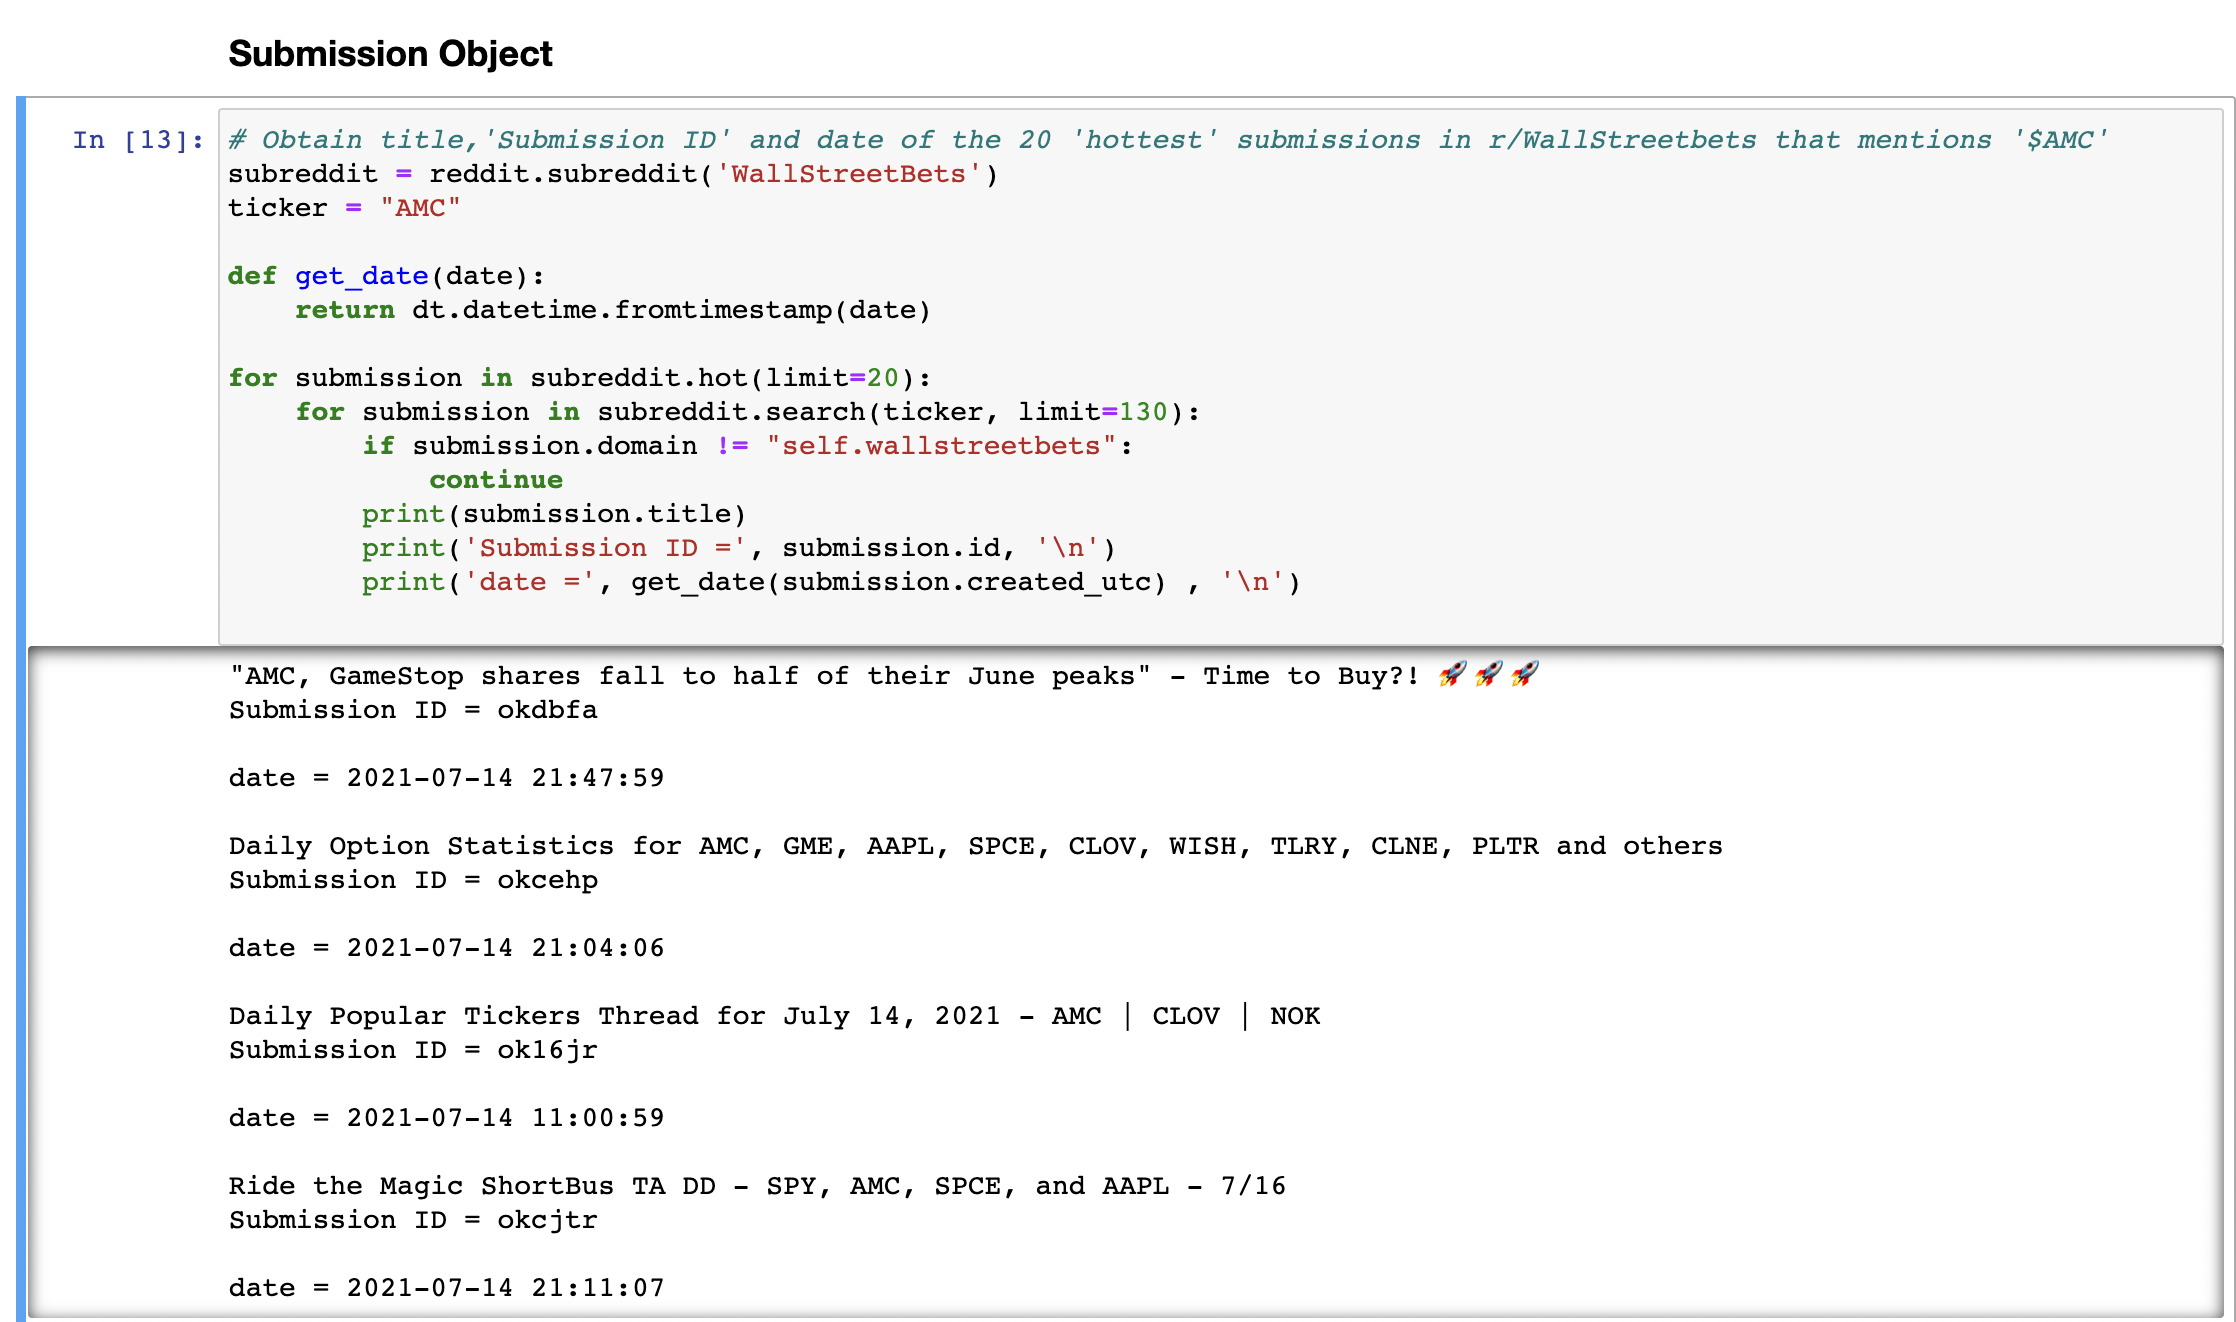 Submission Object
In [13]:
# Obtain title,'Submission ID' and date of the 20 'hottest' submissions in r/WallStreetbets that mentions '$AMC'
subreddit = reddit.subreddit('WallStreetBets')
ticker = "AMC"
def get_date(date):
    return dt.datetime.fromtimestamp(date)
for submission in subreddit.hot(limit=20):
    for submission in subreddit.search(ticker, limit=130):
        if submission.domain != "self.wallstreetbets":
            continue
        print(submission.title)
        print('Submission ID =', submission.id, '\n')
        print('date =', get_date(submission.created_utc) , '\n')
"AMC, GameStop shares fall to half of their June peaks" - Time to Buy?! 🚀🚀🚀
Submission ID = okdbfa
date = 2021-07-14 21:47:59
Daily Option Statistics for AMC, GME, AAPL, SPCE, CLOV, WISH, TLRY, CLNE, PLTR and others
Submission ID = okcehp
date = 2021-07-14 21:04:06
Daily Popular Tickers Thread for July 14, 2021 - AMC | CLOV | NOK
Submission ID = ok16jr
date = 2021-07-14 11:00:59
Ride the Magic ShortBus TA DD - SPY, AMC, SPCE, and AAPL - 7/16
Submission ID = okcjtr
date = 2021-07-14 21:11:07